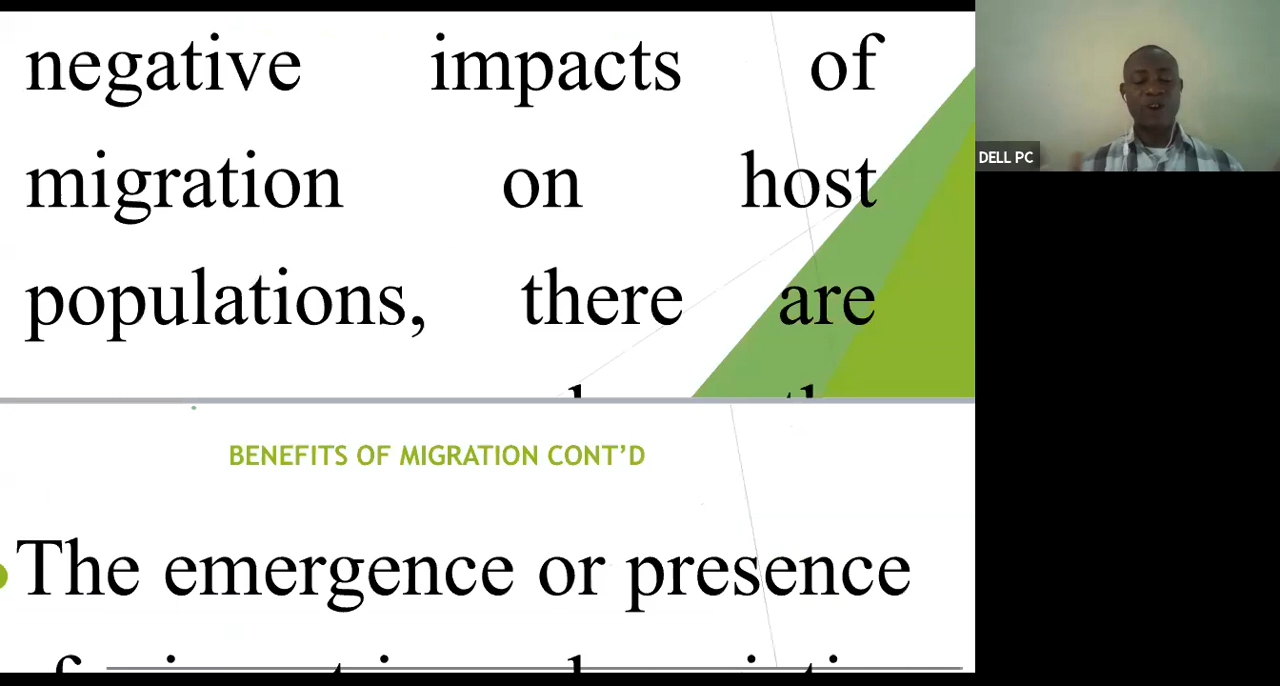 negative impacts of
migration on host
populations, there are
BENEFITS OF MIGRATION CONT’D
The emergence or presence
DELL PC